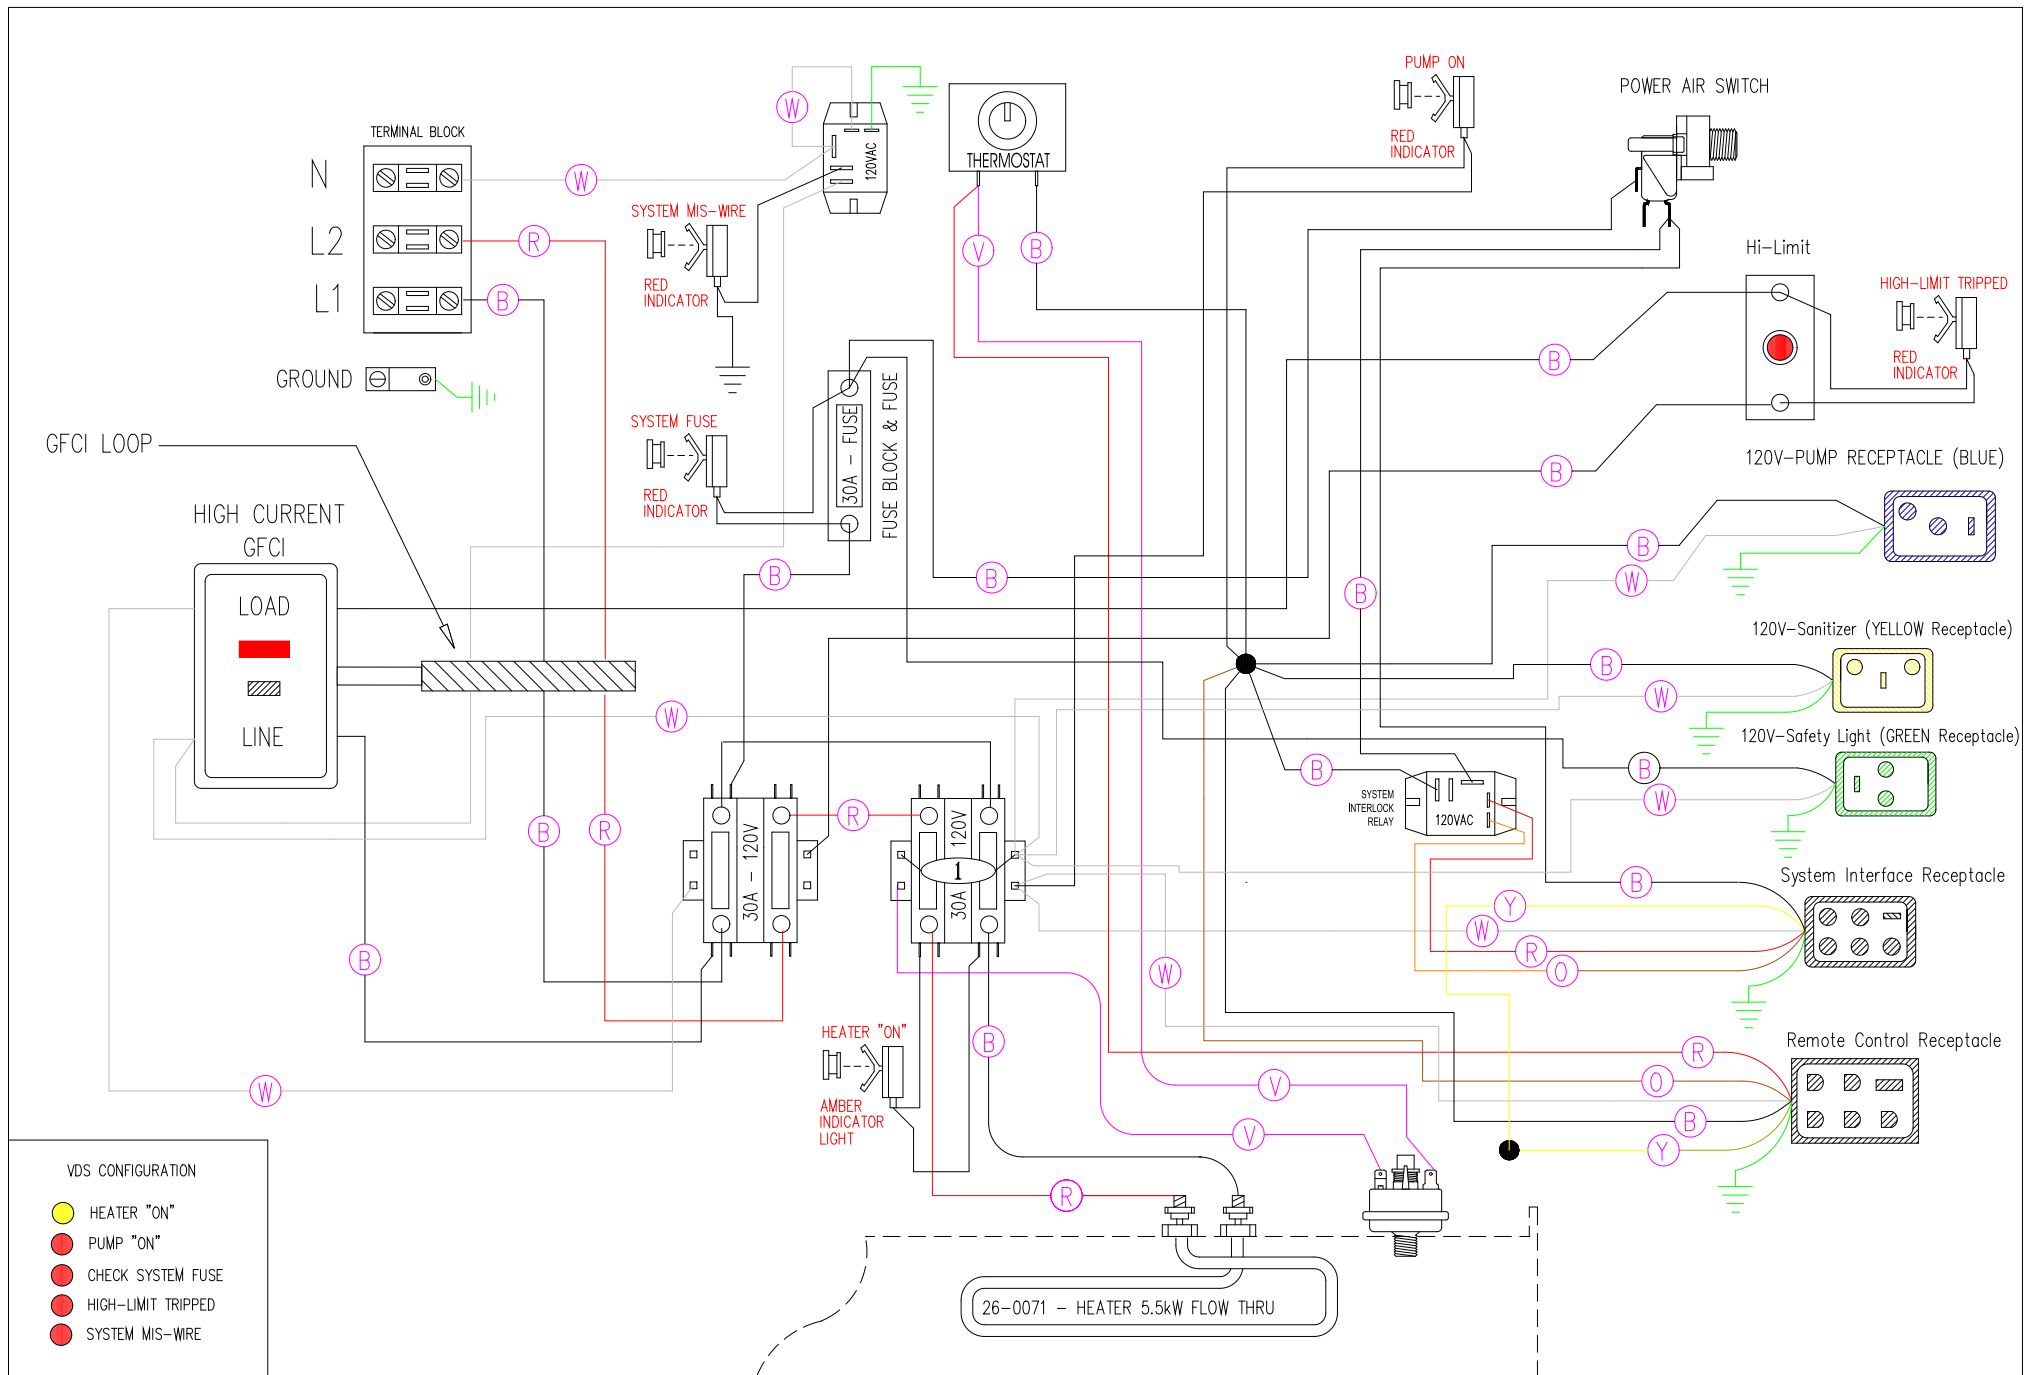 PUMP ON
RED
INDICATOR
POWER AIR SWITCH
TERMINAL BLOCK
N
L2
L1
GROUND
W
R
B
W
120VAC
THERMOSTAT
V
B
SYSTEM MIS-WIRE
RED
INDICATOR
Hi-Limit
HIGH-LIMIT TRIPPED
RED
INDICATOR
B
B
GFCI LOOP
SYSTEM FUSE
RED
INDICATOR
30A - FUSE
FUSE BLOCK & FUSE
120V-PUMP RECEPTACLE (BLUE)
HIGH CURRENT
GFCI
LOAD
LINE
B
B
B
B
W
120V-Sanitizer (YELLOW Receptacle)
B
W
W
120V-Safety Light (GREEN Receptacle)
B
W
B
SYSTEM
INTERLOCK
RELAY
120VAC
B
R
R
30A - 120V
30A
120V
1
System Interface Receptacle
B
Y
W
R
O
B
W
B
HEATER "ON"
AMBER
INDICATOR
LIGHT
Remote Control Receptacle
R
O
B
Y
V
V
W
R
26-0071 - HEATER 5.5kW FLOW THRU
VDS CONFIGURATION
HEATER "ON"
PUMP "ON"
CHECK SYSTEM FUSE
HIGH-LIMIT TRIPPED
SYSTEM MIS-WIRE